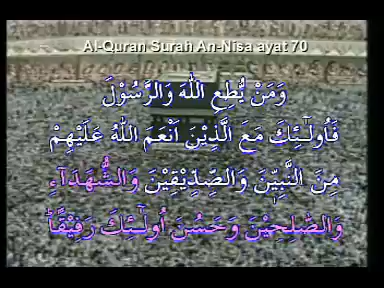 Al-Quran Surah An-Nisa ayat 70
وَمَنْ يُّطِعِ اللّٰهَ وَالرَّسُوْلَ
فَاُولٰٓئِكَ مَعَ الَّذِيْنَ اَنْعَمَ اللّٰهُ عَلَيْهِمْ
مِنَ النَّبِيّٖنَ وَالصِّدِّيْقِيْنَ وَالشُّهَدَآءِ
وَالصّٰلِحِيْنَ وَحَسُنَ اُولٰٓئِكَ رَفِيْقًا ؕ